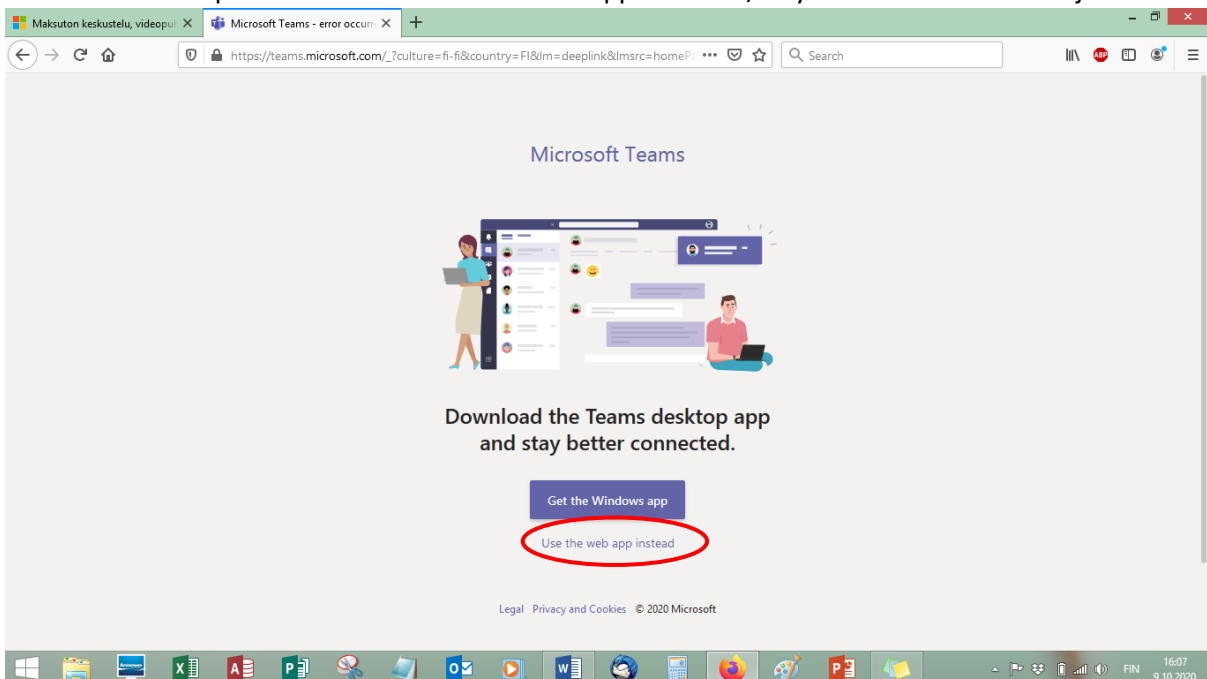 Maksuton keskustelu, videopu
Microsoft Teams - error occurr
https://teams.microsoft.com/_?culture=fi-fi&country=FI&lm=deeplink&lmsrc=homeP
Search
ABP
Microsoft Teams
Download the Teams desktop app
and stay better connected.
Get the Windows app
Use the web app instead
Legal Privacy and Cookies © 2020 Microsoft
FIN
16:07
9.10.2020